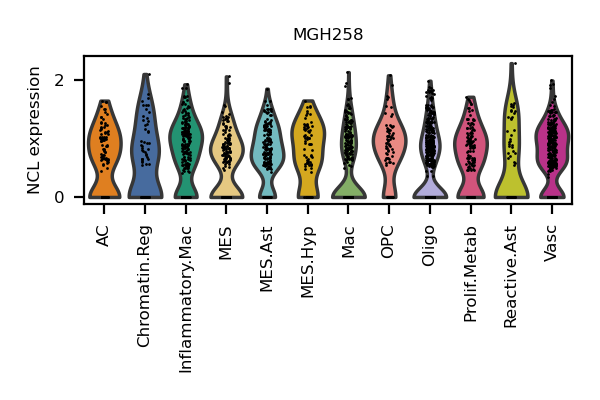 MGH258
NCL expression
2
0
AC
Chromatin.Reg
Inflammatory.Mac
MES
MES.Ast
MES.Hyp
Mac
OPC
Oligo
Prolif.Metab
Reactive.Ast
Vasc